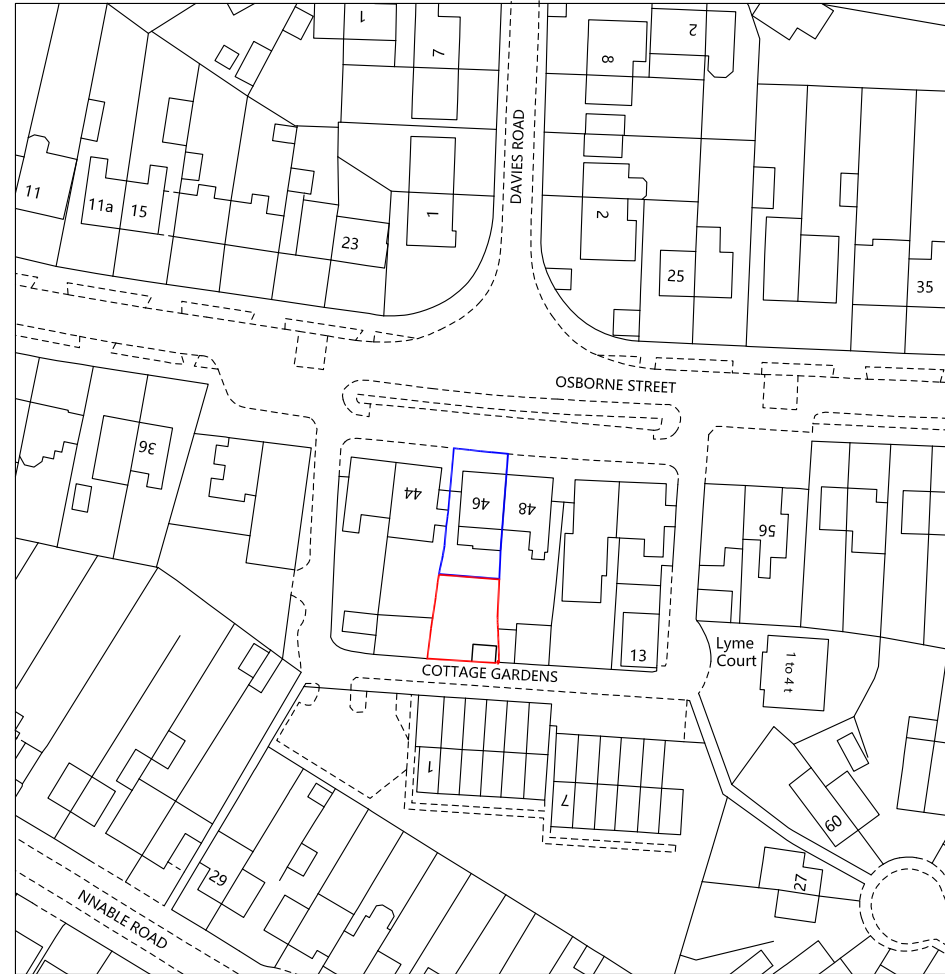 1
7
8
2
DAVIES ROAD
11
11a
15
23
1
2
25
35
OSBORNE STREET
36
44
46
48
56
13
Lyme
Court
1 to 4 t
COTTAGE GARDENS
1
7
60
27
29
NNABLE ROAD